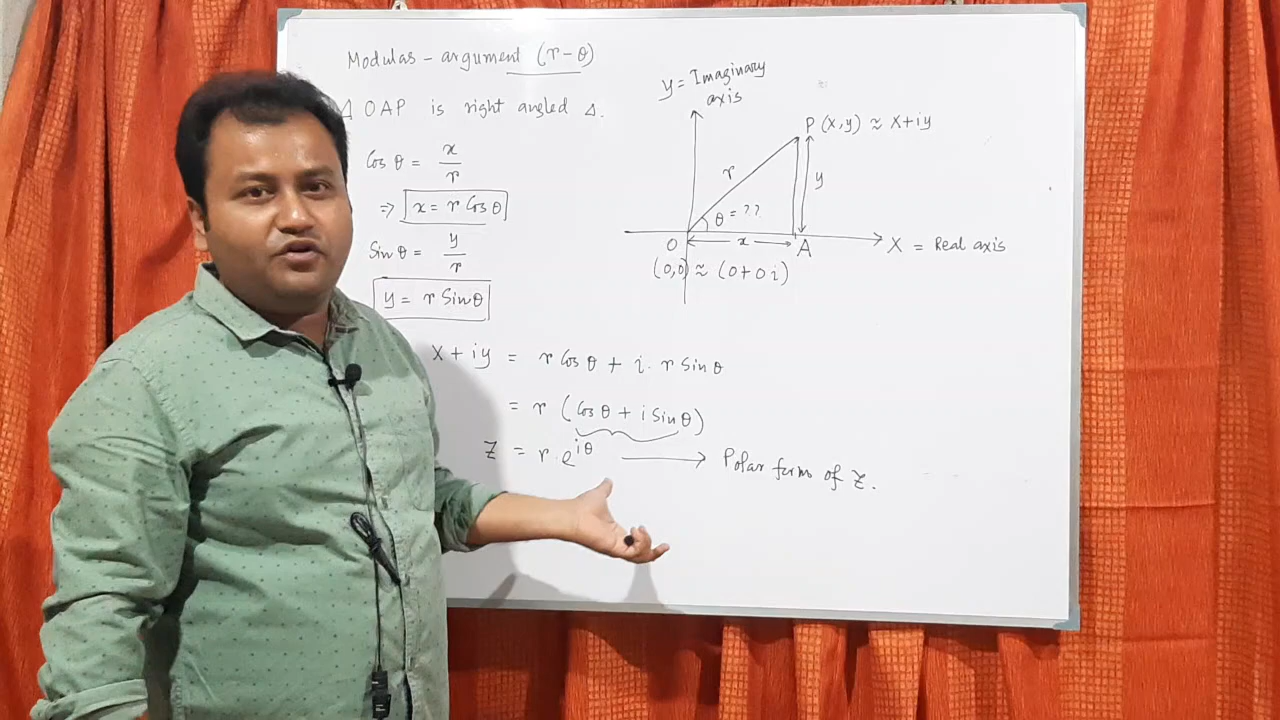 Modulas - argument (r-θ)
Δ OAP is right angled Δ.
Cos θ = x/r
⇒ x = r Cos θ
Sin θ = y/r
y = r Sin θ
X + iy = r Cos θ + i. r Sin θ
= r (Cos θ + i Sin θ)
Z = r. e^{iθ} → Polar form of Z.
y = Imaginary
axis
P (x,y) ≈ X+iy
r
y
θ = ??
O
x
A
X = Real axis
(0,0) ≈ (0+0i)